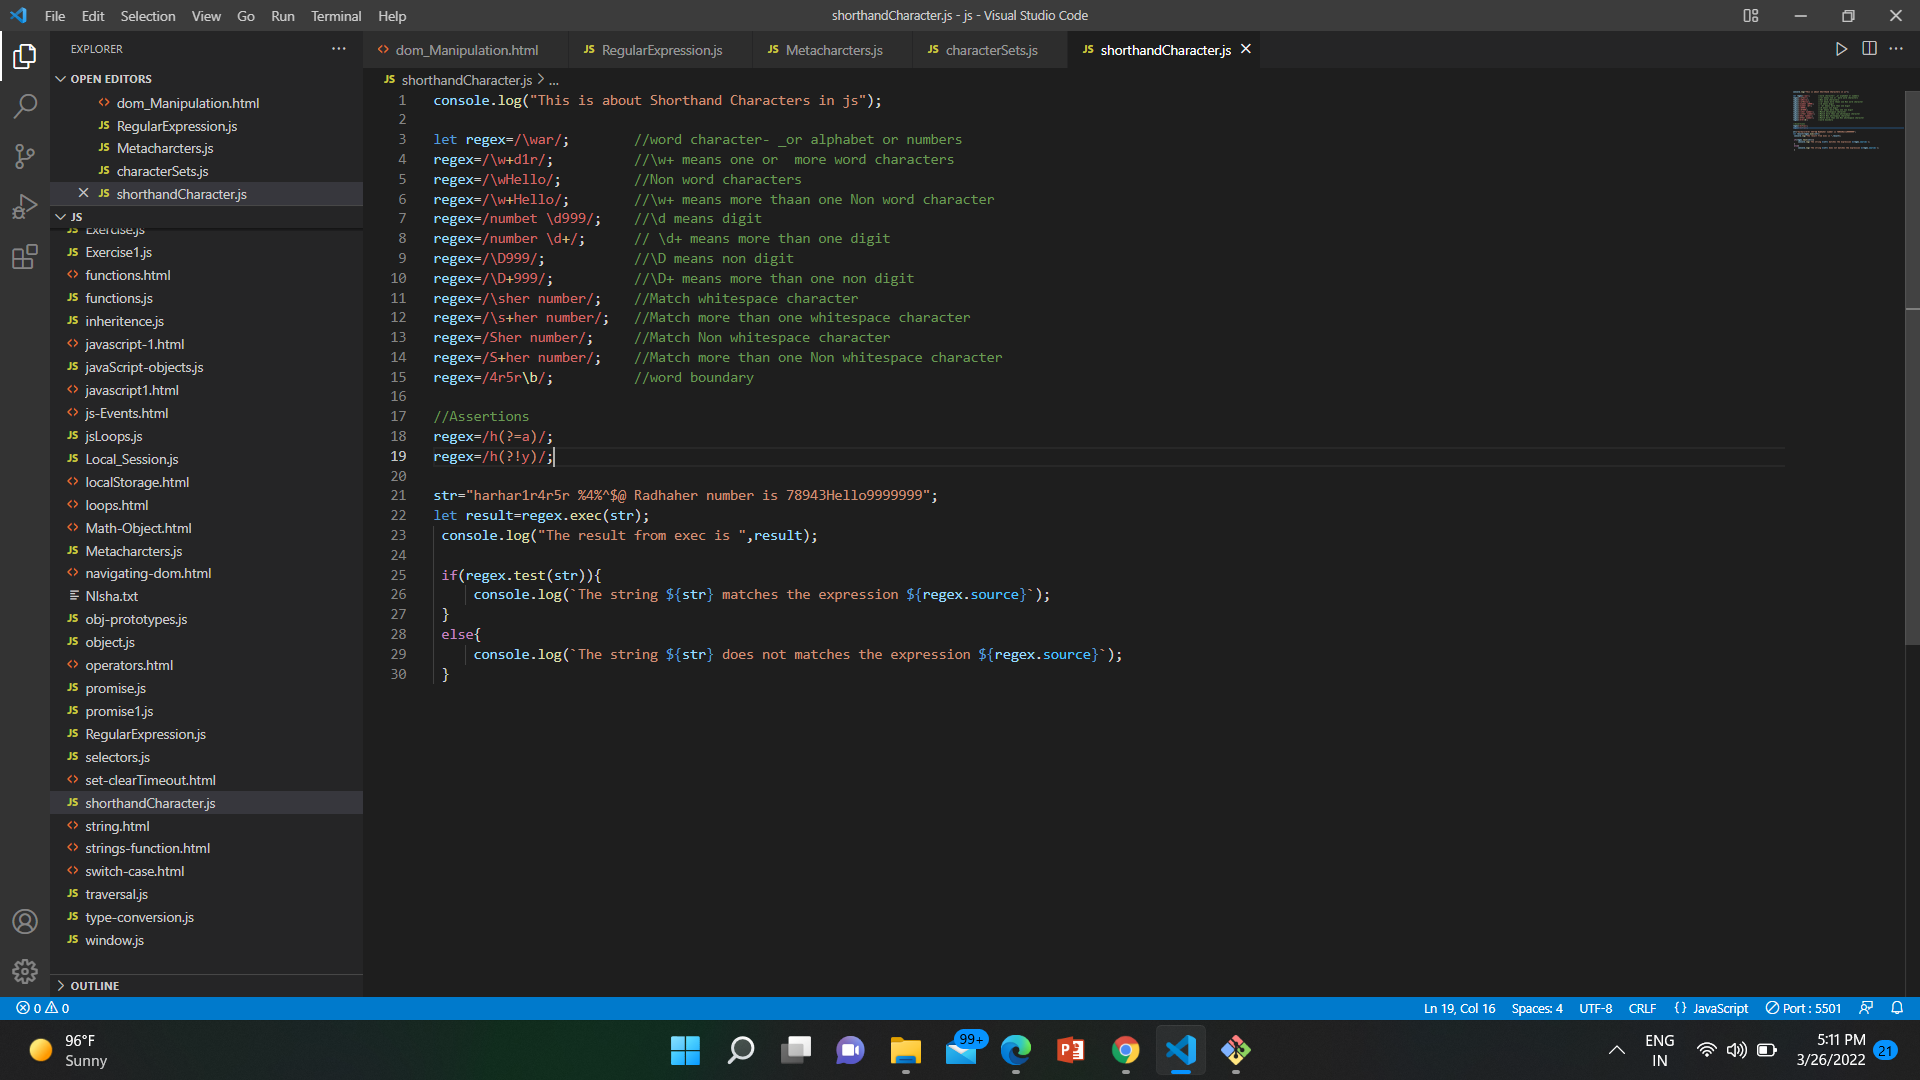 File Edit Selection View Go Run Terminal Help
shorthandCharacter.js - js - Visual Studio Code
EXPLORER
OPEN EDITORS
dom_Manipulation.html
RegularExpression.js
Metacharcters.js
characterSets.js
shorthandCharacter.js
JS
Exercise.js
Exercise1.js
functions.html
functions.js
inheritence.js
javascript-1.html
javaScript-objects.js
javascript1.html
js-Events.html
jsLoops.js
Local_Session.js
localStorage.html
loops.html
Math-Object.html
Metacharcters.js
navigating-dom.html
NIsha.txt
obj-prototypes.js
object.js
operators.html
promise.js
promise1.js
RegularExpression.js
selectors.js
set-clearTimeout.html
shorthandCharacter.js
string.html
strings-function.html
switch-case.html
traversal.js
type-conversion.js
window.js
OUTLINE
dom_Manipulation.html RegularExpression.js Metacharcters.js characterSets.js shorthandCharacter.js
shorthandCharacter.js > ...
1 console.log("This is about Shorthand Characters in js");
2
3 let regex=/\war/; //word character- _or alphabet or numbers
4 regex=/\w+d1r/; //\w+ means one or  more word characters
5 regex=/\wHello/; //Non word characters
6 regex=/\w+Hello/; //\w+ means more thaan one Non word character
7 regex=/numbet \d999/; //\d means digit
8 regex=/number \d+/; // \d+ means more than one digit
9 regex=/\D999/; //\D means non digit
10 regex=/\D+999/; //\D+ means more than one non digit
11 regex=/\sher number/; //Match whitespace character
12 regex=/\s+her number/; //Match more than one whitespace character
13 regex=/Sher number/; //Match Non whitespace character
14 regex=/S+her number/; //Match more than one Non whitespace character
15 regex=/4r5r\b/; //word boundary
16
17 //Assertions
18 regex=/h(?=a)/;
19 regex=/h(?!y)/;
20
21 str="harhar1r4r5r %4%^$@ Radhaher number is 78943Hello9999999";
22 let result=regex.exec(str);
23 console.log("The result from exec is ",result);
24
25 if(regex.test(str)){
26 console.log(`The string ${str} matches the expression ${regex.source}`);
27 }
28 else{
29 console.log(`The string ${str} does not matches the expression ${regex.source}`);
30 }
0 0
Ln 19, Col 16 Spaces: 4 UTF-8 CRLF {} JavaScript Port : 5501
96°F
Sunny
99+
ENG
IN
5:11 PM
3/26/2022
21